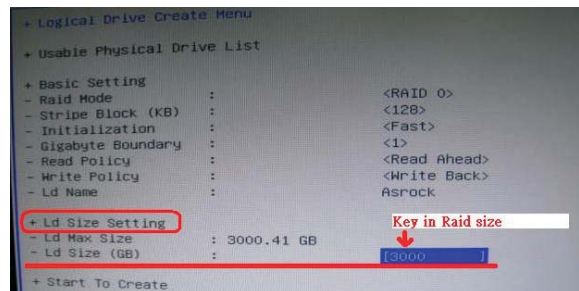 + Logical Drive Create Menu
+ Usable Physical Drive List
+ Basic Setting
- Raid Mode : <RAID 0>
- Stripe Block (KB) : <128>
- Initialization : <Fast>
- Gigabyte Boundary : <1>
- Read Policy : <Read Ahead>
- Write Policy : <Write Back>
- Ld Name : Asrock
+ Ld Size Setting
Key in Raid size
- Ld Max Size : 3000.41 GB
- Ld Size (GB) : [3000 ]
+ Start To Create